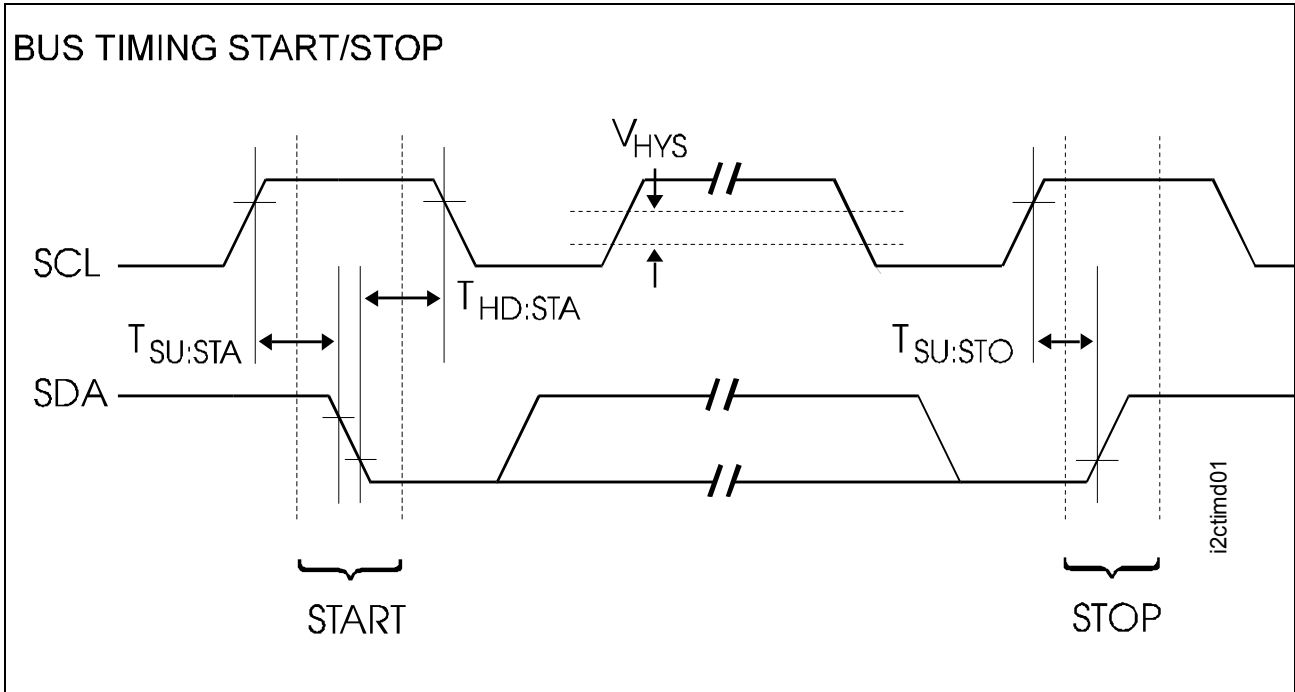 BUS TIMING START/STOP
VHYS
SCL
THD:STA
TSU:STA
TSU:STO
SDA
i2ctimd01
START
STOP